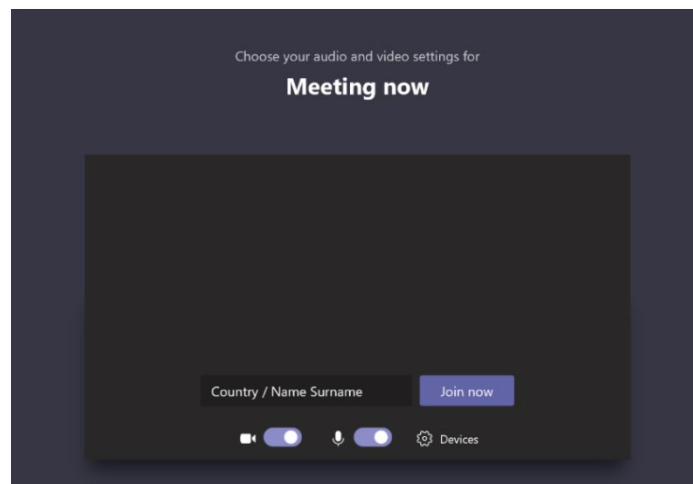 Choose your audio and video settings for
Meeting now
Country / Name Surname
Join now
Devices